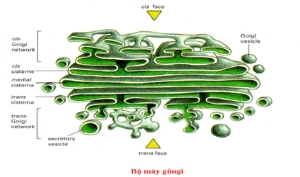 cis face
cis-
Golgi
network
Golgi
vesicle
cis
cisterna
medial
cisterna
trans
cisterna
trans-
Golgi
network
secretory
vesicle
trans face
Bộ máy gôngi